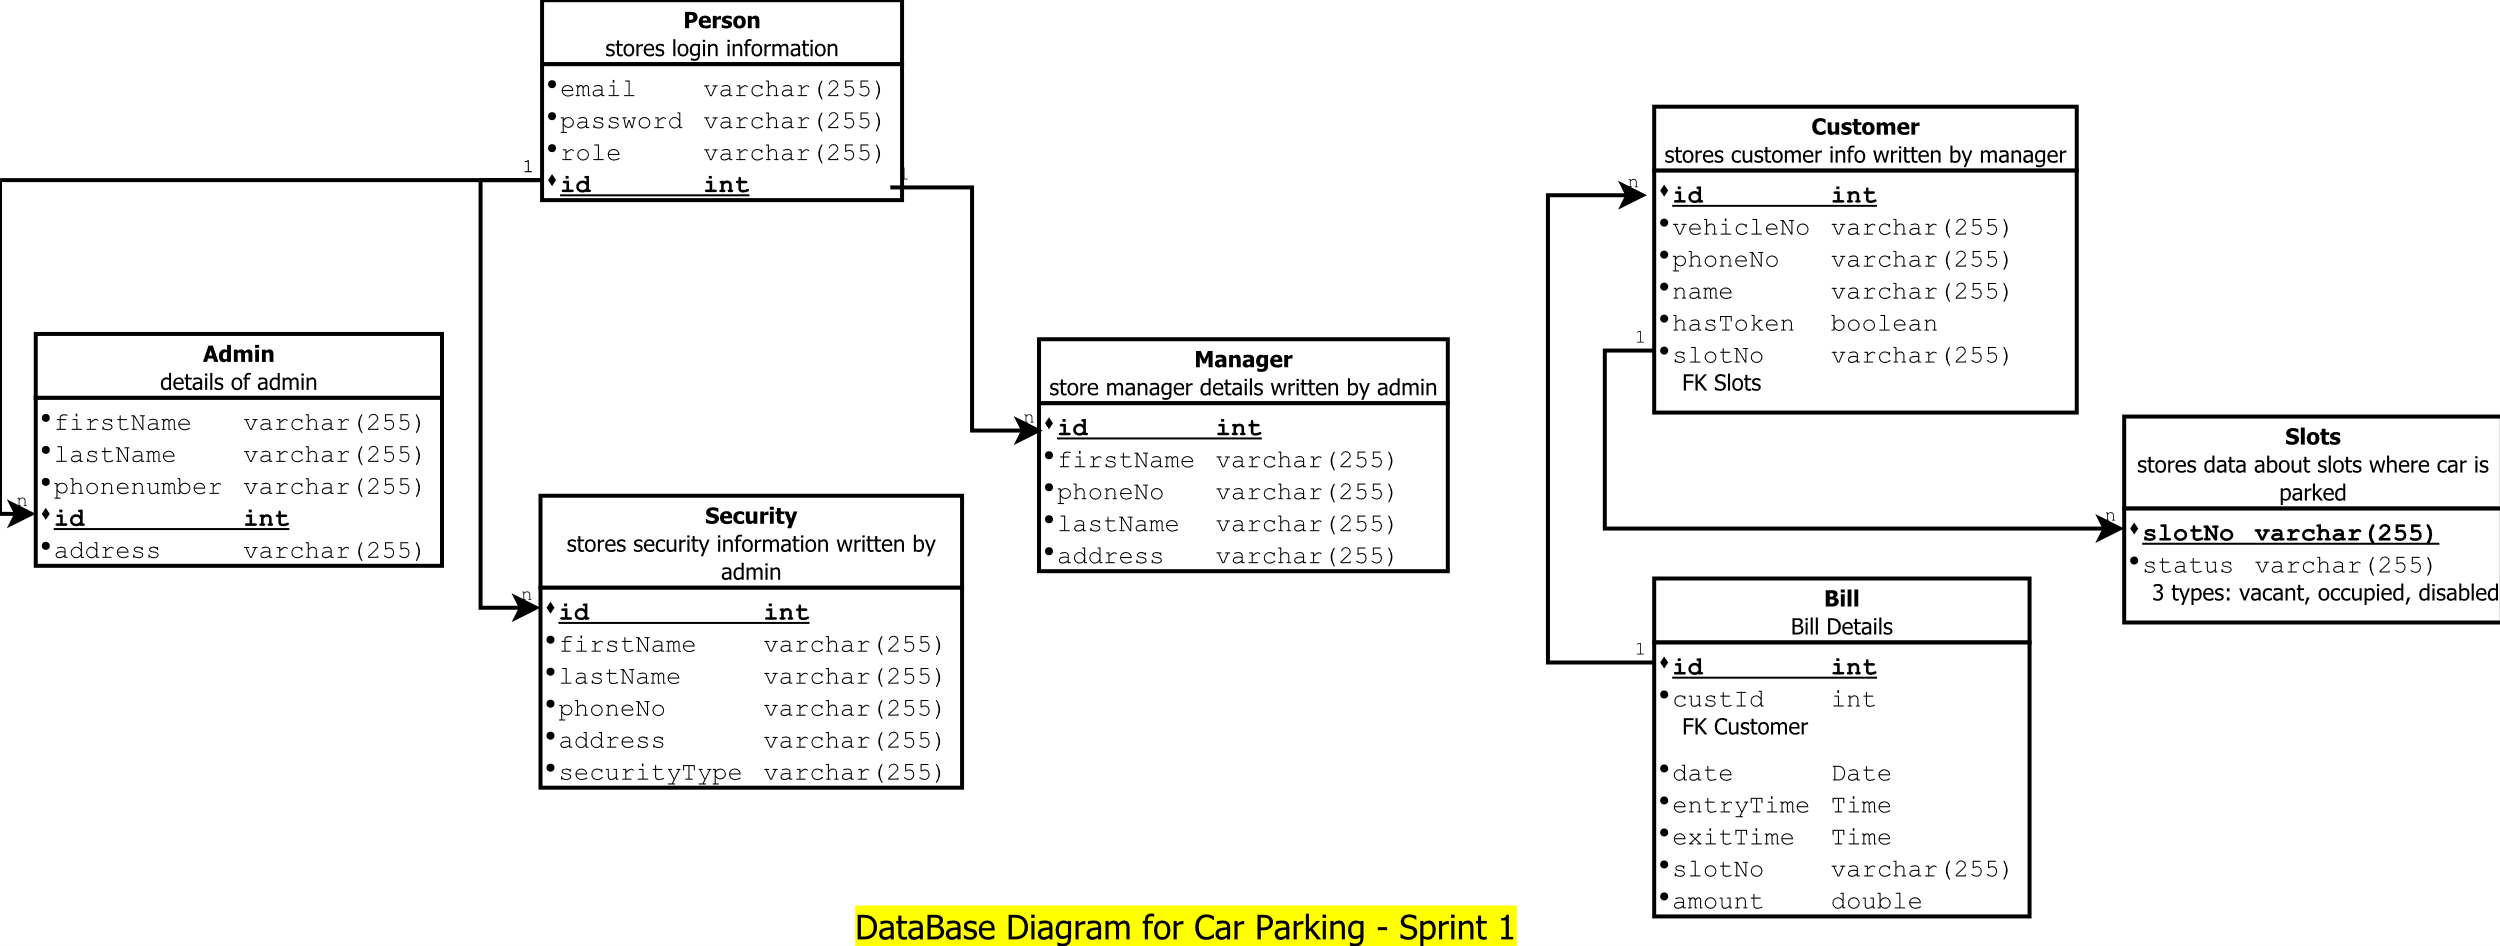 Person
stores login information
email varchar(255)
password varchar(255)
role varchar(255)
id int
1
1
n
n
n
Admin
details of admin
firstName varchar(255)
lastName varchar(255)
phonenumber varchar(255)
id int
address varchar(255)
Security
stores security information written by
admin
id int
firstName varchar(255)
lastName varchar(255)
phoneNo varchar(255)
address varchar(255)
securityType varchar(255)
Manager
store manager details written by admin
id int
firstName varchar(255)
phoneNo varchar(255)
lastName varchar(255)
address varchar(255)
Customer
stores customer info written by manager
n
id int
vehicleNo varchar(255)
phoneNo varchar(255)
name varchar(255)
hasToken boolean
1
slotNo varchar(255)
FK Slots
Slots
stores data about slots where car is
parked
n
slotNo varchar(255)
status varchar(255)
3 types: vacant, occupied, disabled
Bill
Bill Details
1
id int
custId int
FK Customer
date Date
entryTime Time
exitTime Time
slotNo varchar(255)
amount double
DataBase Diagram for Car Parking - Sprint 1